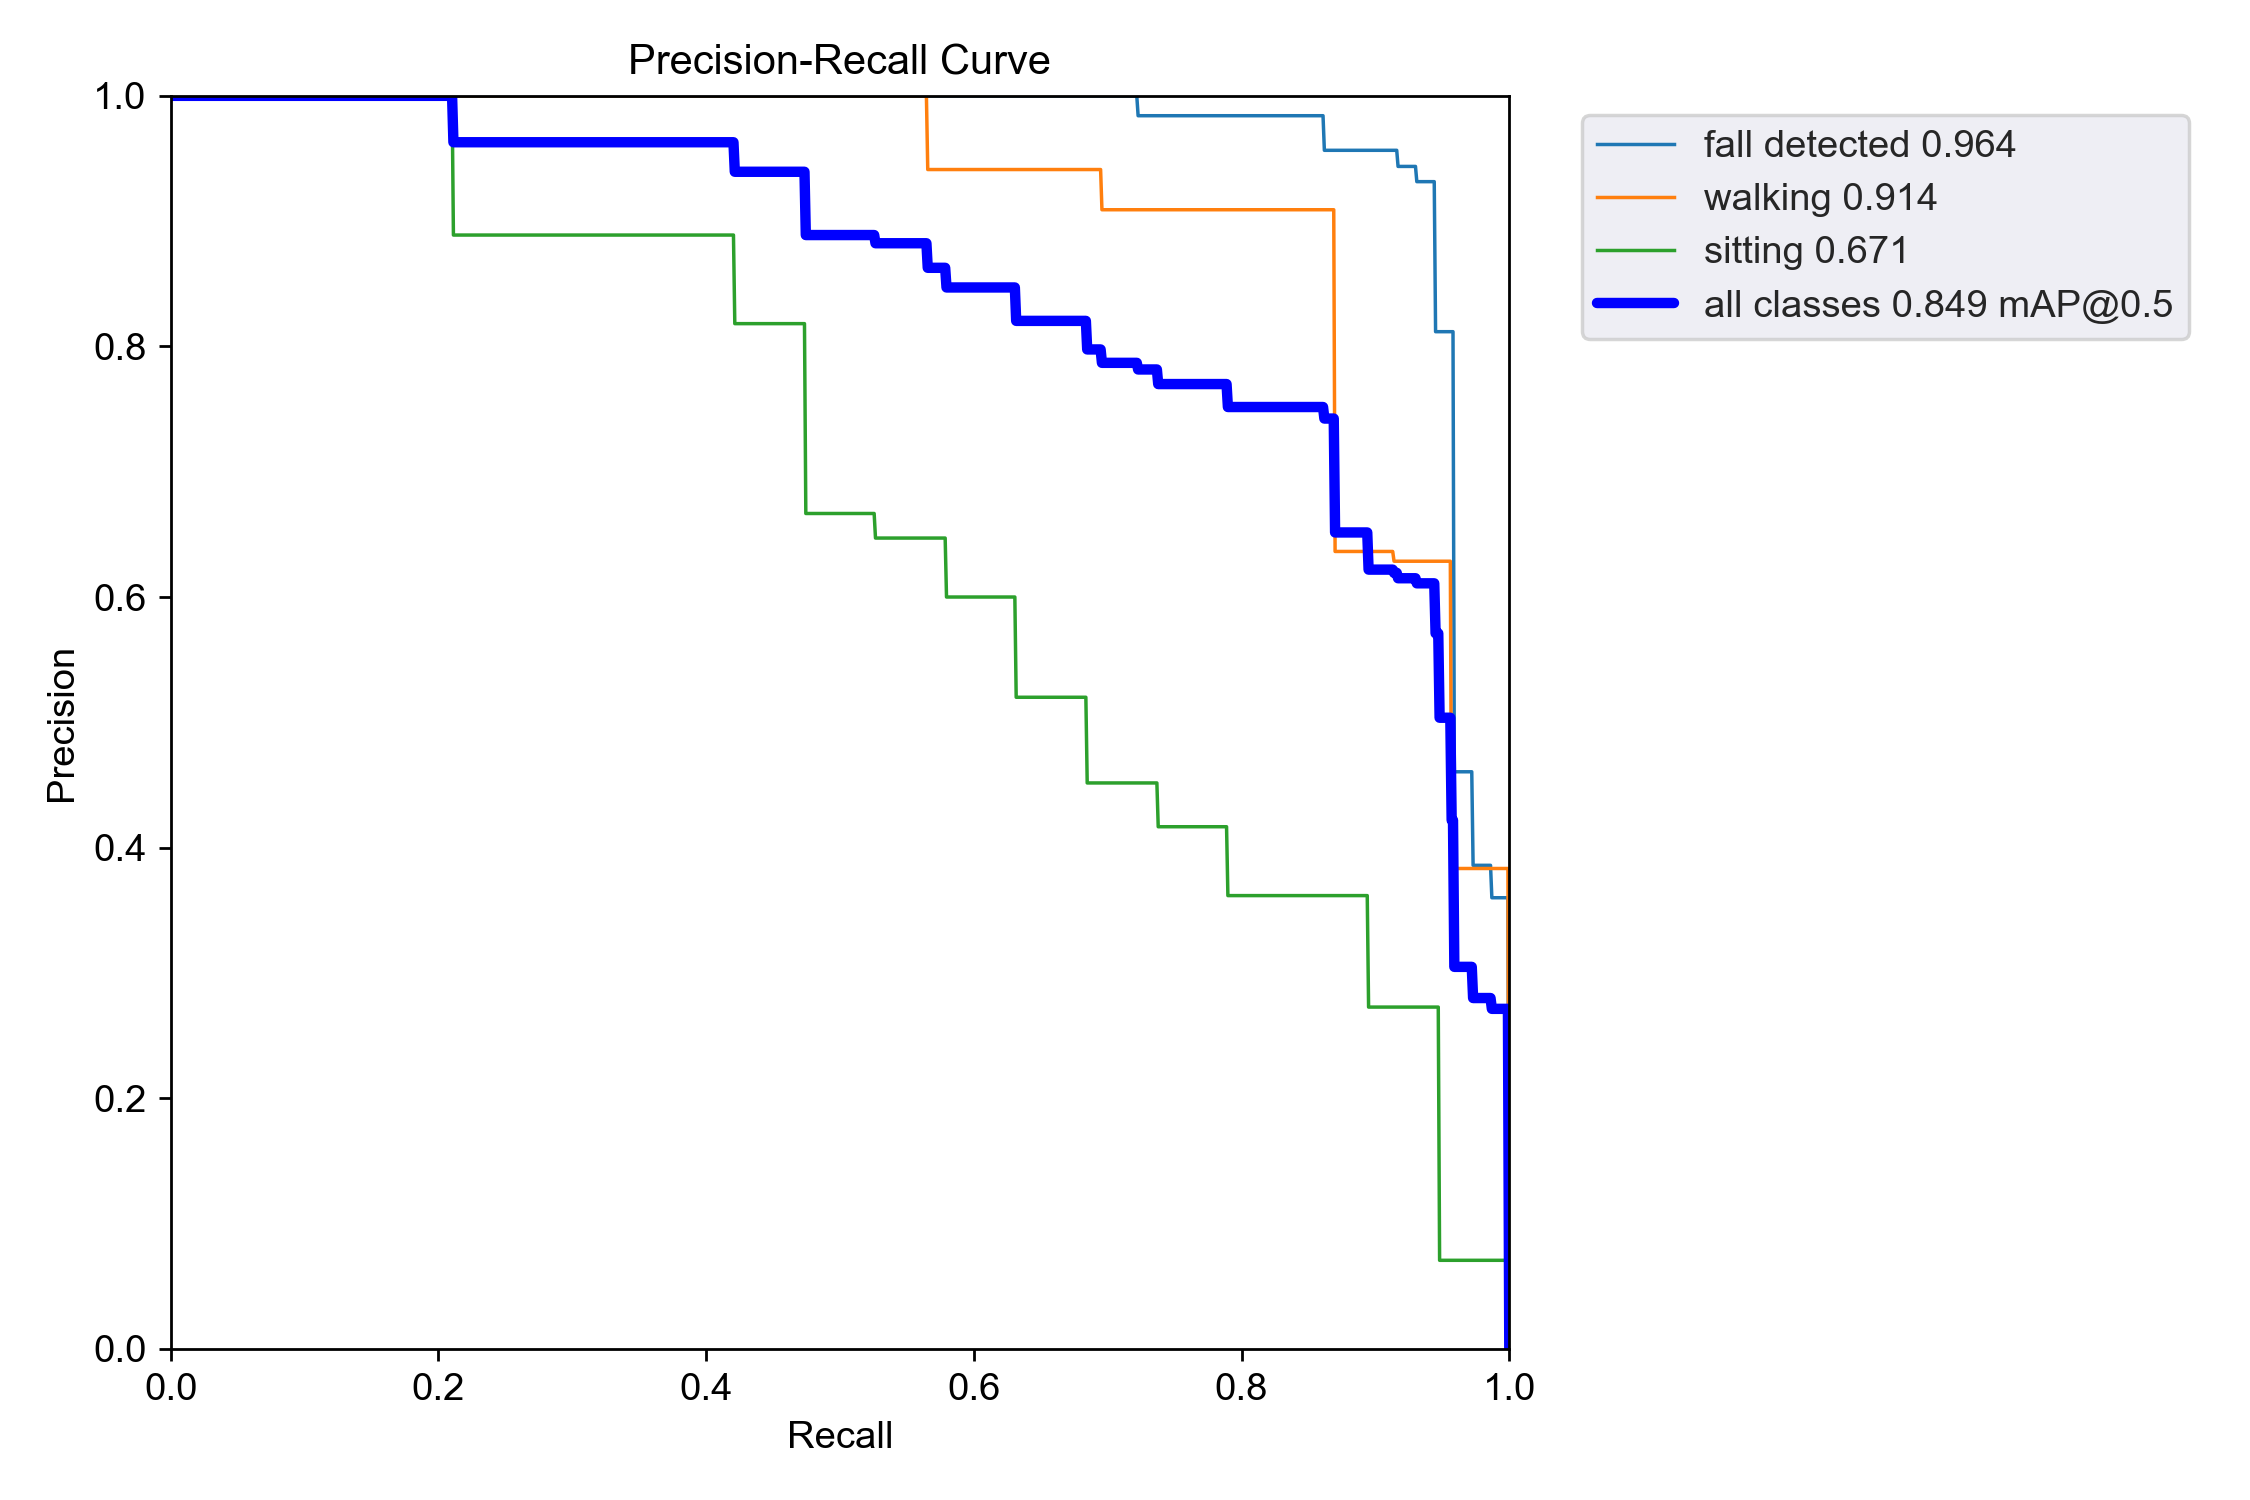 Precision-Recall Curve
1.0
0.8
0.6
0.4
0.2
0.0
Precision
0.0 0.2 0.4 0.6 0.8 1.0
Recall
fall detected 0.964
walking 0.914
sitting 0.671
all classes 0.849 mAP@0.5